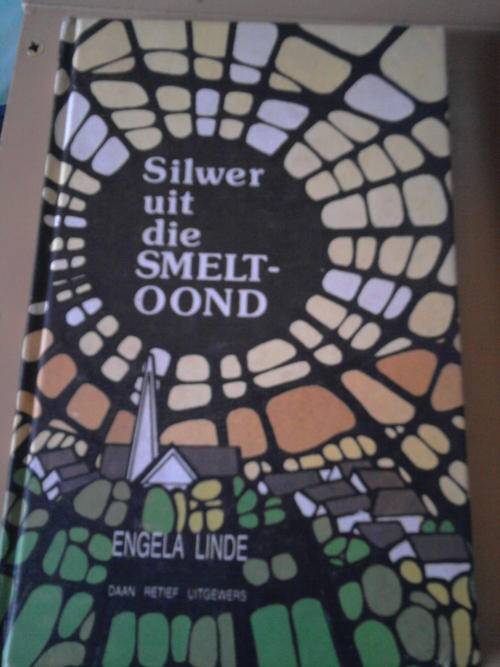 Silwer
uit
die
SMELT-
OOND
ENGELA LINDE
DAAN RETIEF UITGEWERS